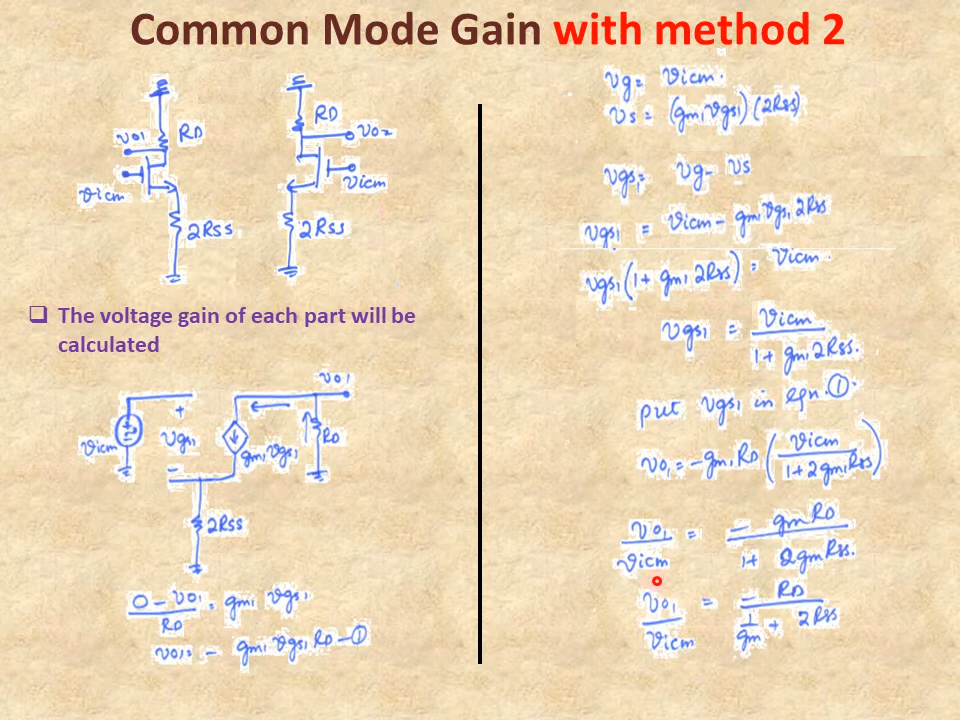 Common Mode Gain with method 2
RD
vo1
vicm
2RSS
RD
vo2
vicm
2RSS
❑ The voltage gain of each part will be
calculated
vo1
vicm
+
vgs1
-
gm1vgs1
RD
2RSS
(0 - vo1)/RD = gm1 vgs1
vo1 = - gm1 vgs1 RD - ①
vg = vicm.
vs = (gm1vgs1)(2RSS)
vgs1 = vg - vs
vgs1 = vicm - gm1 vgs1 2RSS
vgs1 (1 + gm1 2RSS) = vicm.
vgs1 = vicm/(1 + gm1 2RSS.)
put vgs1 in eqn. ①.
vo1 = -gm1 RD (vicm/(1 + 2gm1RSS))
vo1/vicm = - gmRD/(1 + 2gmRSS.)
vo1/vicm = - RD/(1/gm + 2RSS)